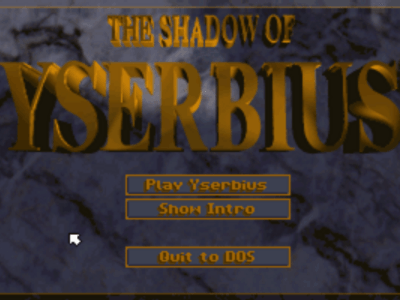 THE SHADOW OF
YSERBIUS
Play Yserbius
Show Intro
Quit to DOS